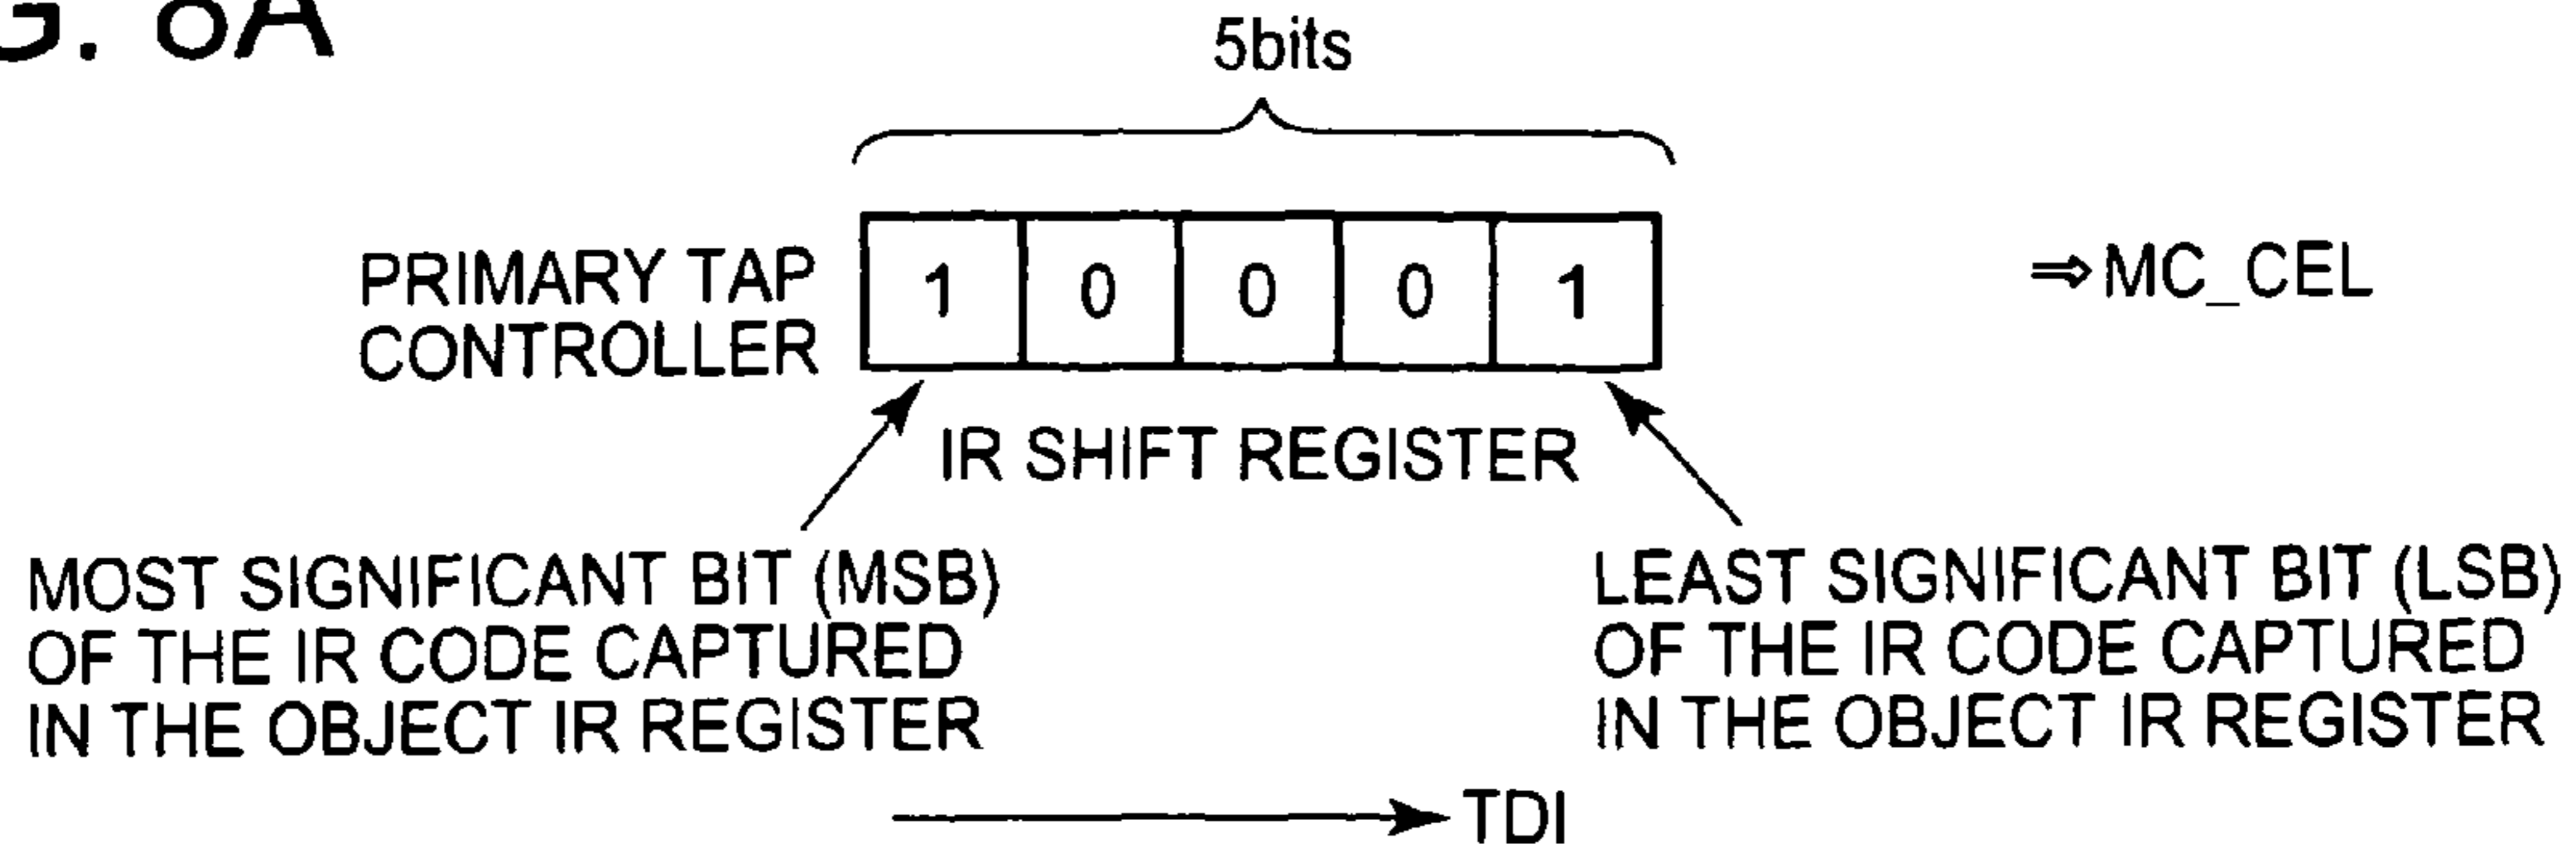 5bits
PRIMARY TAP
CONTROLLER
1 0 0 0 1
⇒MC_CEL
IR SHIFT REGISTER
MOST SIGNIFICANT BIT (MSB)
OF THE IR CODE CAPTURED
IN THE OBJECT IR REGISTER
LEAST SIGNIFICANT BIT (LSB)
OF THE IR CODE CAPTURED
IN THE OBJECT IR REGISTER
TDI